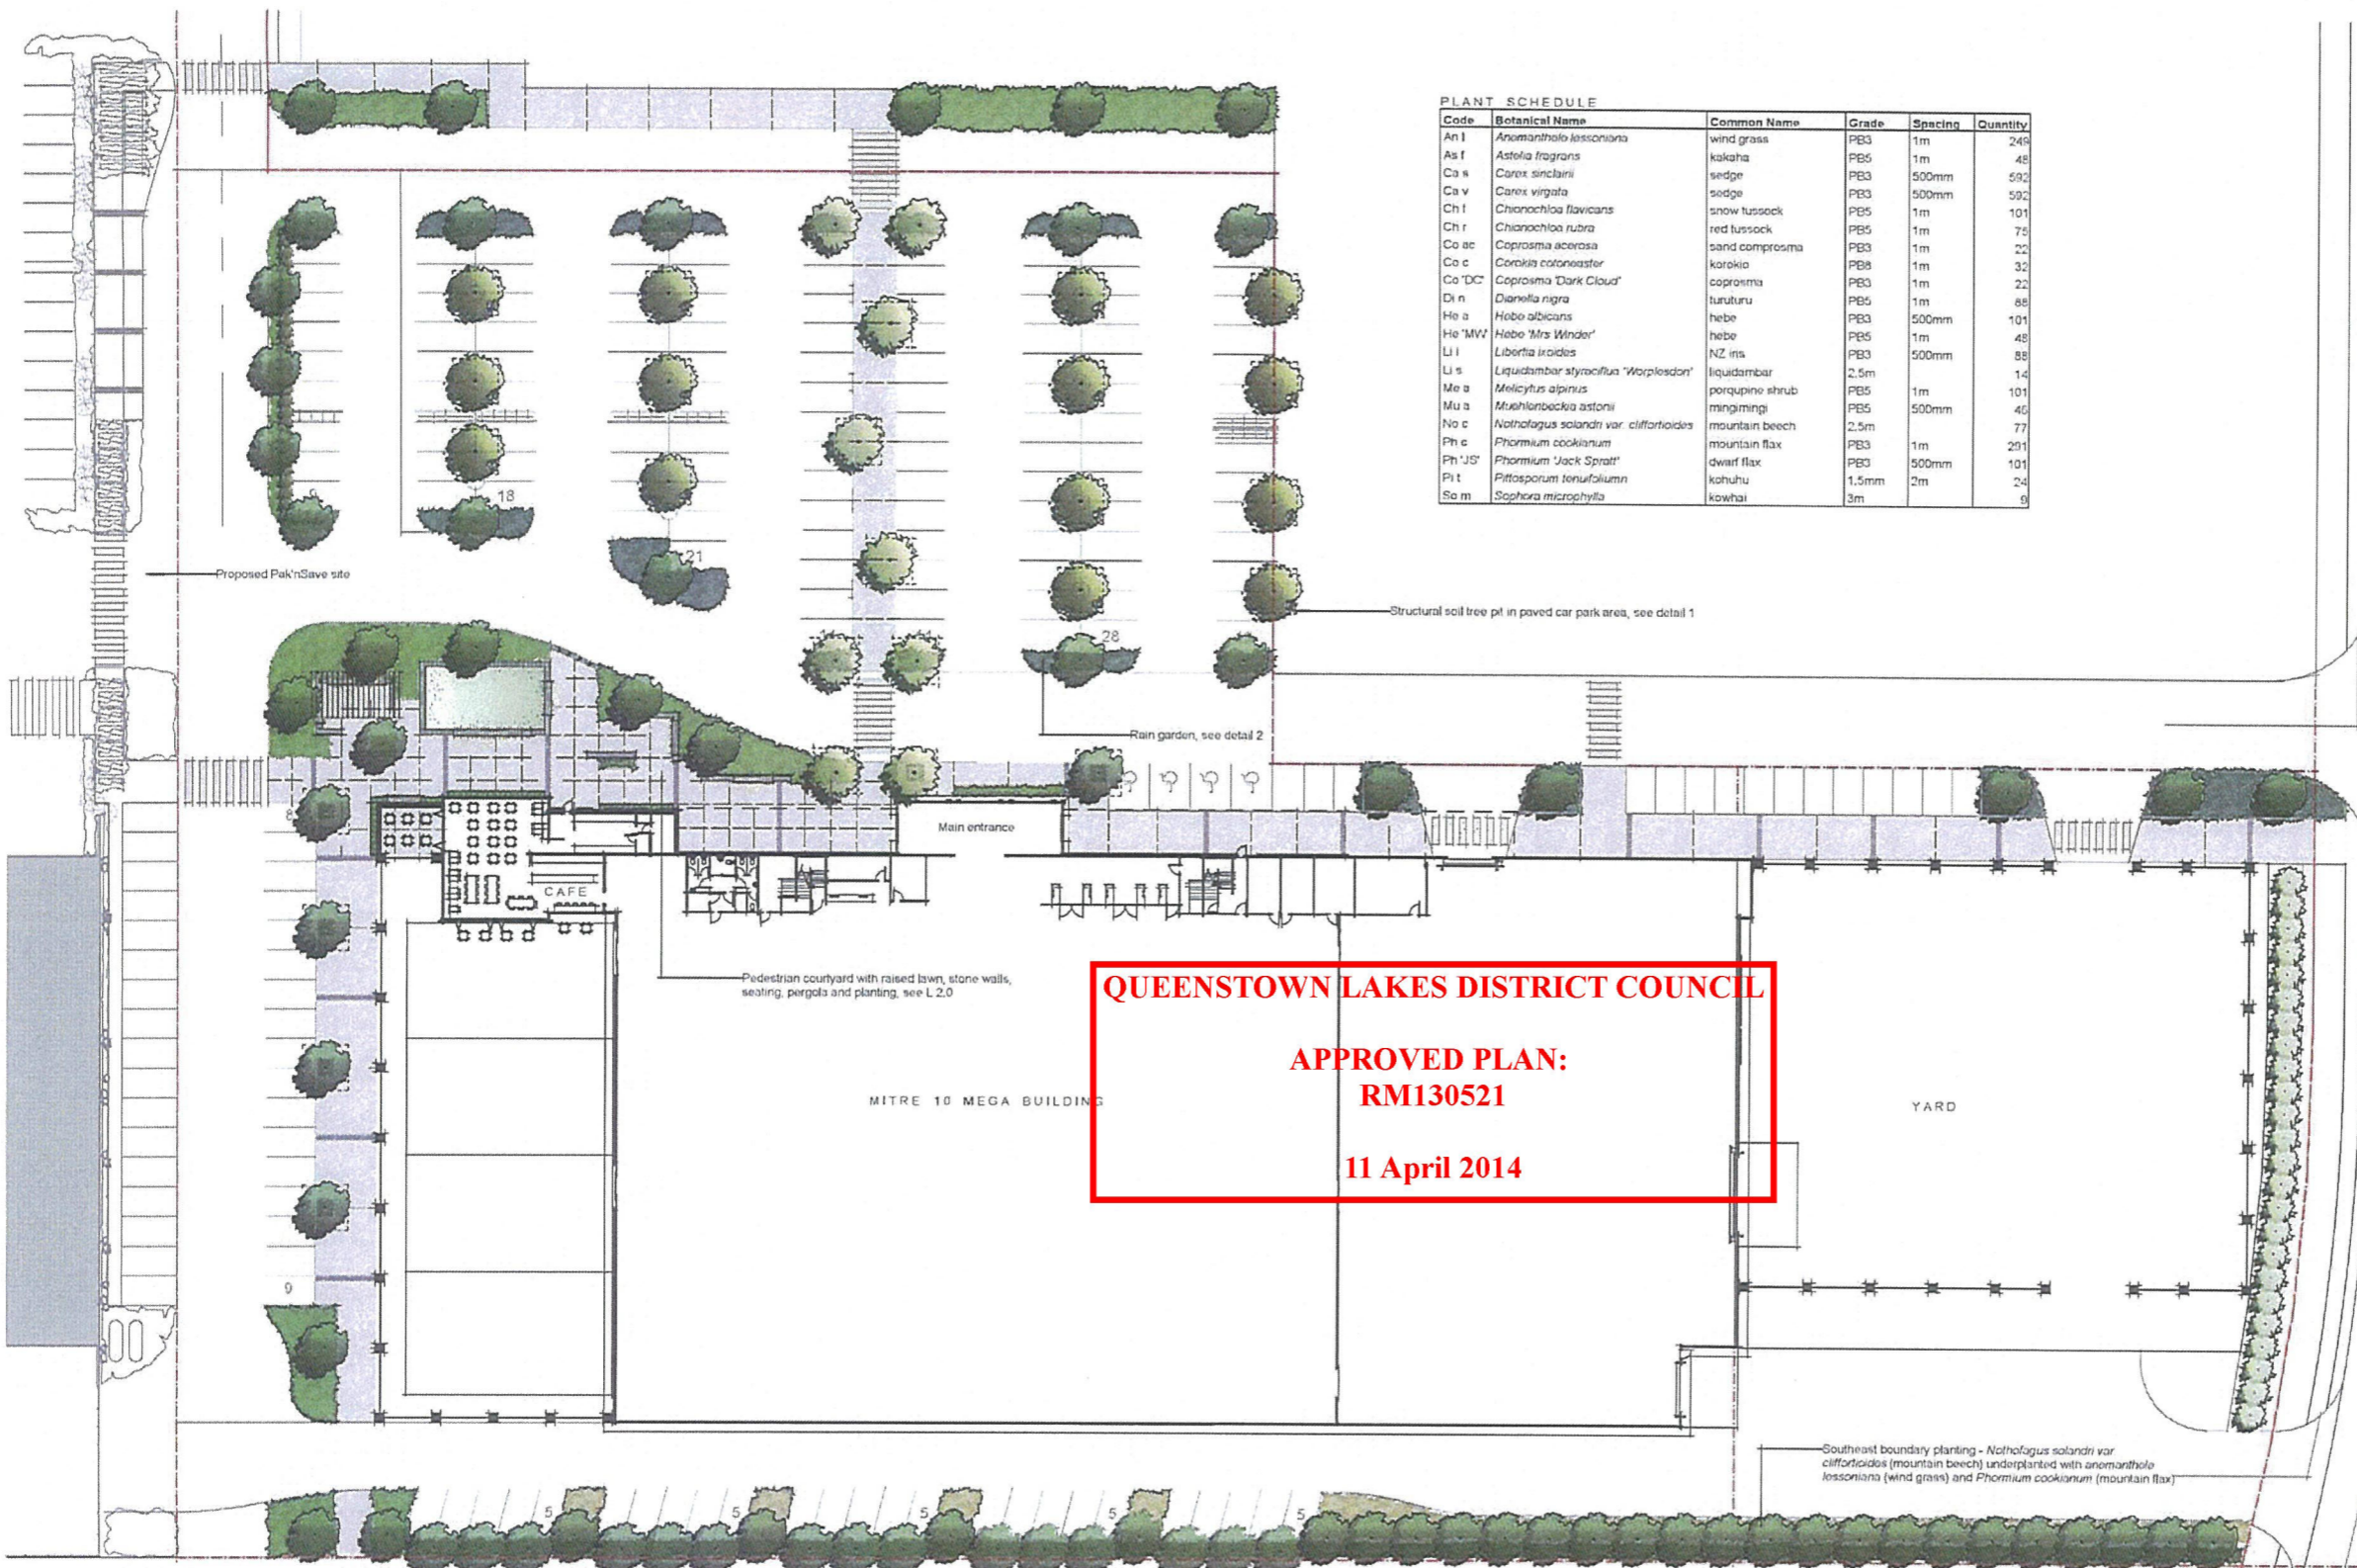 PLANT SCHEDULE
Code Botanical Name Common Name Grade Spacing Quantity
An l Anemanthele lessoniana wind grass PB3 1m 249
As f Astelia fragrans kakaha PB5 1m 48
Ca s Carex sinclairii sedge PB3 500mm 592
Ca v Carex virgata sedge PB3 500mm 592
Ch f Chionochloa flavicans snow tussock PB5 1m 101
Ch r Chionochloa rubra red tussock PB5 1m 75
Co ac Coprosma acerosa sand comprosma PB3 1m 22
Co c Corokia cotoneaster korokio PB8 1m 32
Co 'DC' Coprosma 'Dark Cloud' coprosma PB3 1m 22
Di n Dianella nigra turuturu PB5 1m 88
He a Hebe albicans hebe PB3 500mm 101
He 'MW' Hebe 'Mrs Winder' hebe PB5 1m 48
Li i Libertia ixoides NZ iris PB3 500mm 88
Li s Liquidambar styraciflua 'Worplesdon' liquidambar 2.5m 14
Me a Melicytus alpinus porqupine shrub PB5 1m 101
Mu a Muehlenbeckia astonii mingimingi PB5 500mm 46
No c Nothofagus solandri var. cliffortioides mountain beech 2.5m 77
Ph c Phormium cookianum mountain flax PB3 1m 291
Ph 'JS' Phormium 'Jack Spratt' dwarf flax PB3 500mm 101
Pi t Pittosporum tenuifoliumn kohuhu 1.5mm 2m 24
So m Sophora microphylla kowhai 3m 9
9
18
21
Proposed Pak'nSave site
Structural soil tree pit in paved car park area, see detail 1
28
Rain garden, see detail 2
8
Main entrance
CAFE
Pedestrian courtyard with raised lawn, stone walls,
seating, pergola and planting, see L 2.0
QUEENSTOWN LAKES DISTRICT COUNCIL
APPROVED PLAN:
RM130521
11 April 2014
MITRE 10 MEGA BUILDING
YARD
9
Southeast boundary planting - Nothofagus solandri var.
cliffortioides (mountain beech) underplanted with anemanthele
lessoniana (wind grass) and Phormium cookianum (mountain flax)
5
5
5
5
5